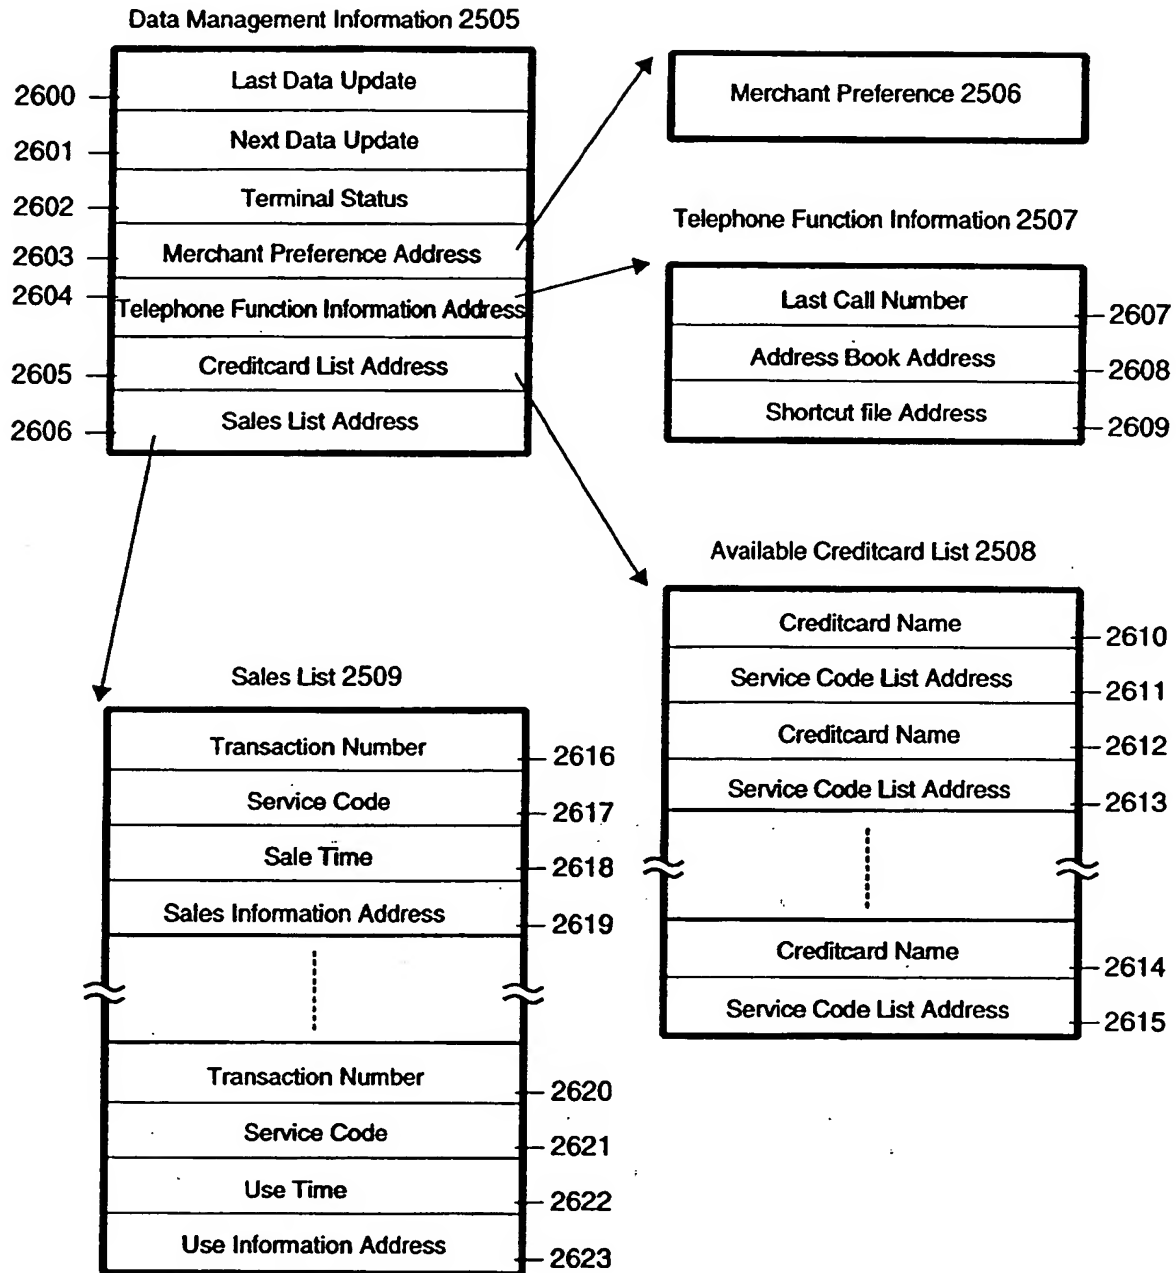 Data Management Information 2505
2600 Last Data Update
2601 Next Data Update
2602 Terminal Status
2603 Merchant Preference Address
2604 Telephone Function Information Address
2605 Creditcard List Address
2606 Sales List Address
Merchant Preference 2506
Telephone Function Information 2507
Last Call Number 2607
Address Book Address 2608
Shortcut file Address 2609
Available Creditcard List 2508
Creditcard Name 2610
Service Code List Address 2611
Creditcard Name 2612
Service Code List Address 2613
Creditcard Name 2614
Service Code List Address 2615
Sales List 2509
Transaction Number 2616
Service Code 2617
Sale Time 2618
Sales Information Address 2619
Transaction Number 2620
Service Code 2621
Use Time 2622
Use Information Address 2623